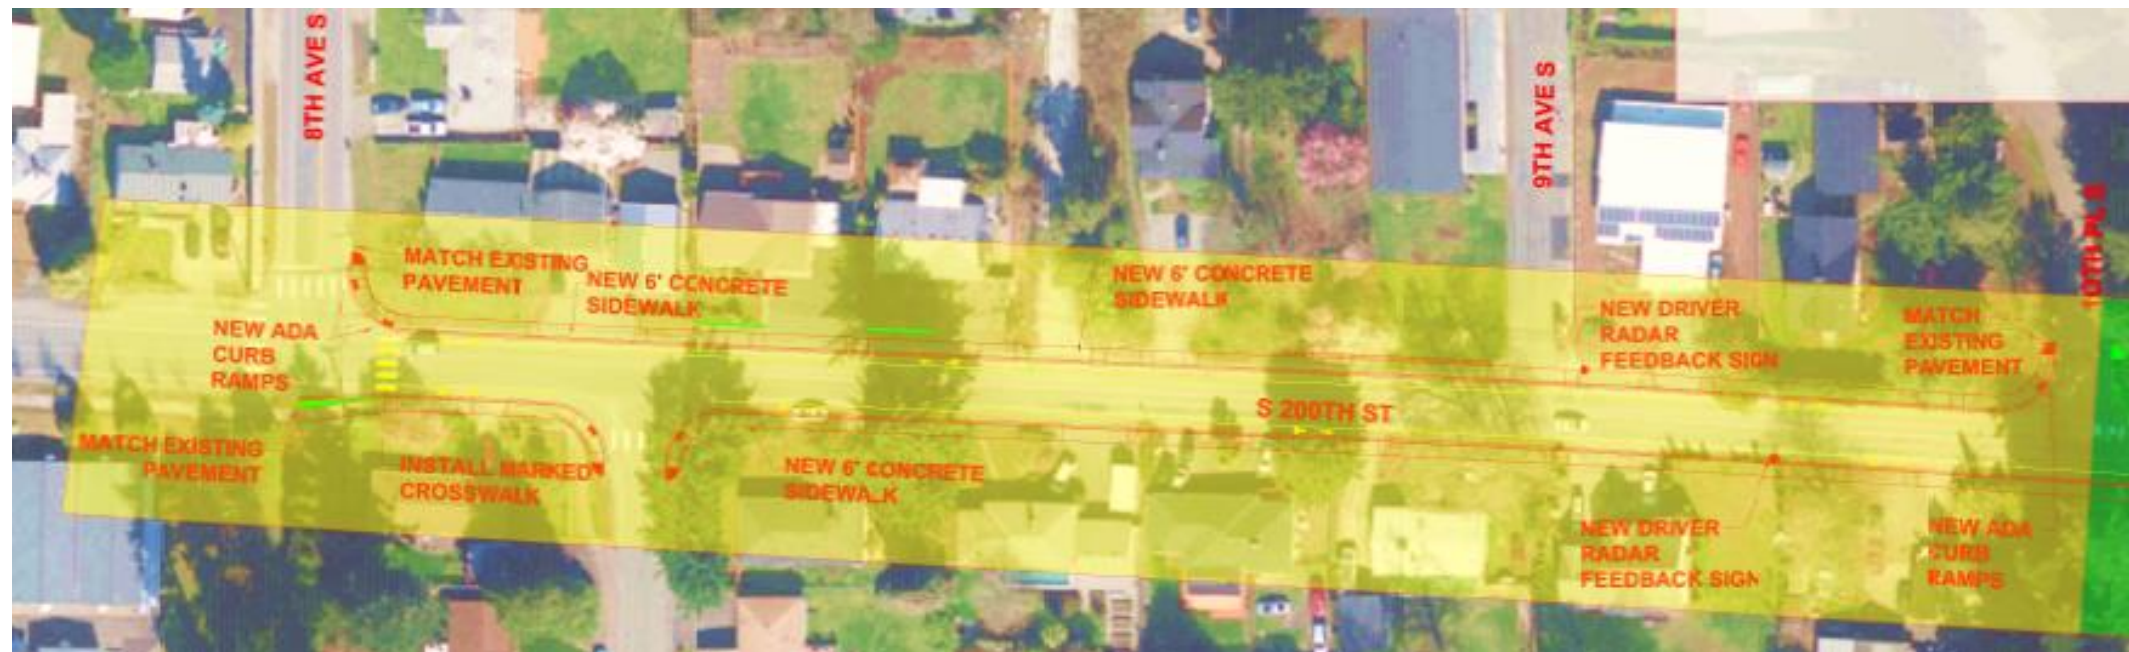 8TH AVE S
9TH AVE S
10TH PL S
MATCH EXISTING
PAVEMENT
NEW 6' CONCRETE
SIDEWALK
NEW 6' CONCRETE
SIDEWALK
NEW DRIVER
RADAR
FEEDBACK SIGN
MATCH
EXISTING
PAVEMENT
NEW ADA
CURB
RAMPS
S 200TH ST
MATCH EXISTING
PAVEMENT
INSTALL MARKED
CROSSWALK
NEW 6' CONCRETE
SIDEWALK
NEW DRIVER
RADAR
FEEDBACK SIGN
NEW ADA
CURB
RAMPS